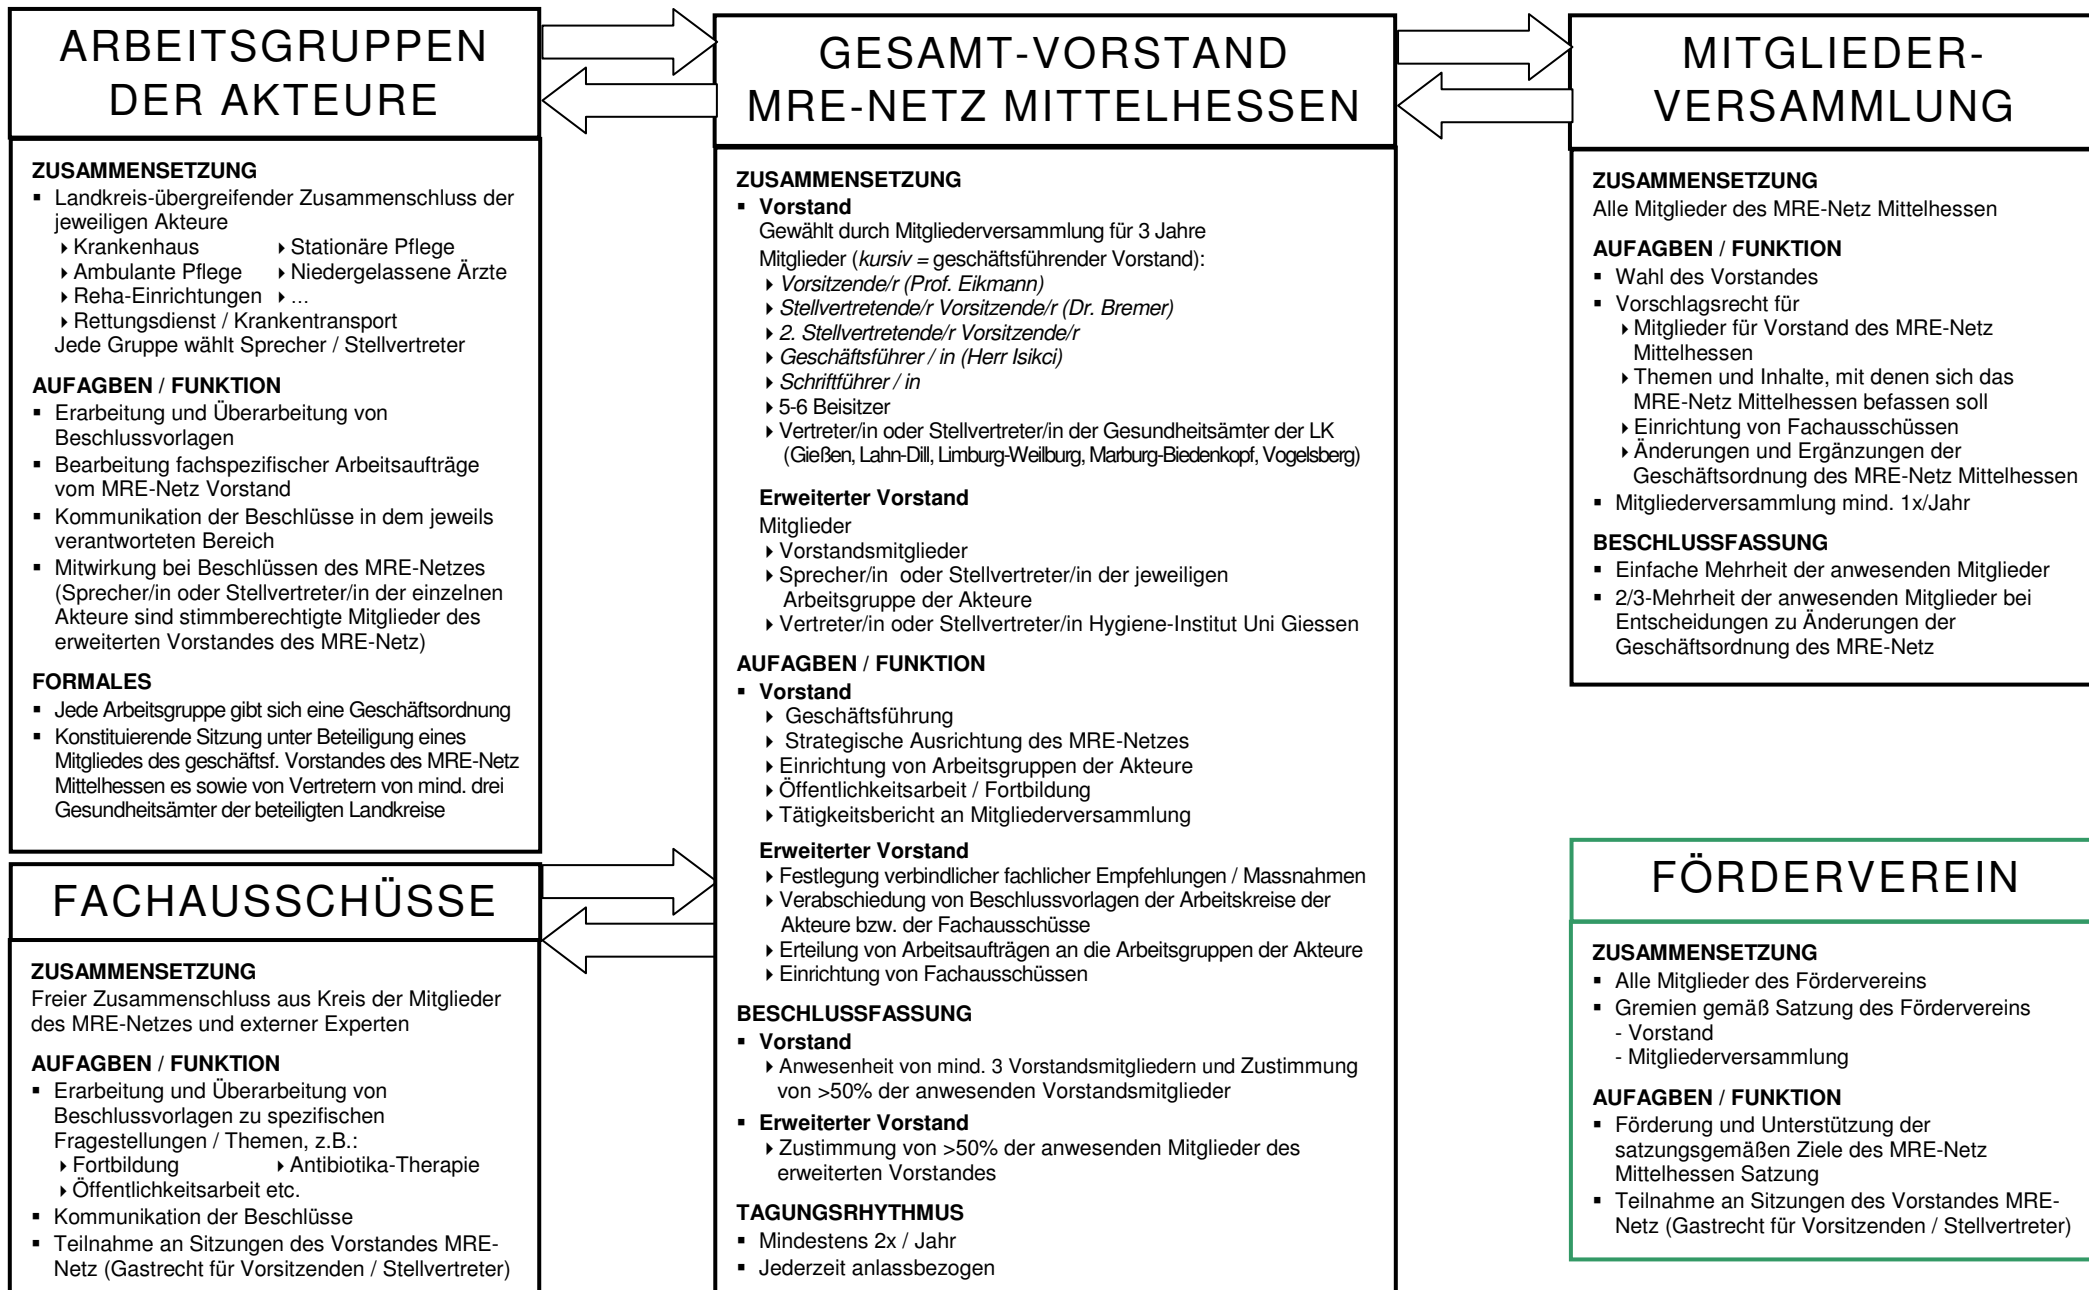 ARBEITSGRUPPEN
DER AKTEURE
ZUSAMMENSETZUNG
▪ Landkreis-übergreifender Zusammenschluss der
jeweiligen Akteure
Krankenhaus Stationäre Pflege
Ambulante Pflege Niedergelassene Ärzte
Reha-Einrichtungen ...
Rettungsdienst / Krankentransport
Jede Gruppe wählt Sprecher / Stellvertreter
AUFAGBEN / FUNKTION
▪ Erarbeitung und Überarbeitung von
Beschlussvorlagen
▪ Bearbeitung fachspezifischer Arbeitsaufträge
vom MRE-Netz Vorstand
▪ Kommunikation der Beschlüsse in dem jeweils
verantworteten Bereich
▪ Mitwirkung bei Beschlüssen des MRE-Netzes
(Sprecher/in oder Stellvertreter/in der einzelnen
Akteure sind stimmberechtigte Mitglieder des
erweiterten Vorstandes des MRE-Netz)
FORMALES
▪ Jede Arbeitsgruppe gibt sich eine Geschäftsordnung
▪ Konstituierende Sitzung unter Beteiligung eines
Mitgliedes des geschäftsf. Vorstandes des MRE-Netz
Mittelhessen es sowie von Vertretern von mind. drei
Gesundheitsämter der beteiligten Landkreise
FACHAUSSCHÜSSE
ZUSAMMENSETZUNG
Freier Zusammenschluss aus Kreis der Mitglieder
des MRE-Netzes und externer Experten
AUFAGBEN / FUNKTION
▪ Erarbeitung und Überarbeitung von
Beschlussvorlagen zu spezifischen
Fragestellungen / Themen, z.B.:
Fortbildung Antibiotika-Therapie
Öffentlichkeitsarbeit etc.
▪ Kommunikation der Beschlüsse
▪ Teilnahme an Sitzungen des Vorstandes MRE-
Netz (Gastrecht für Vorsitzenden / Stellvertreter)
GESAMT-VORSTAND
MRE-NETZ MITTELHESSEN
ZUSAMMENSETZUNG
▪ Vorstand
Gewählt durch Mitgliederversammlung für 3 Jahre
Mitglieder (kursiv = geschäftsführender Vorstand):
Vorsitzende/r (Prof. Eikmann)
Stellvertretende/r Vorsitzende/r (Dr. Bremer)
2. Stellvertretende/r Vorsitzende/r
Geschäftsführer / in (Herr Isikci)
Schriftführer / in
5-6 Beisitzer
Vertreter/in oder Stellvertreter/in der Gesundheitsämter der LK
(Gießen, Lahn-Dill, Limburg-Weilburg, Marburg-Biedenkopf, Vogelsberg)
Erweiterter Vorstand
Mitglieder
Vorstandsmitglieder
Sprecher/in oder Stellvertreter/in der jeweiligen
Arbeitsgruppe der Akteure
Vertreter/in oder Stellvertreter/in Hygiene-Institut Uni Giessen
AUFAGBEN / FUNKTION
▪ Vorstand
Geschäftsführung
Strategische Ausrichtung des MRE-Netzes
Einrichtung von Arbeitsgruppen der Akteure
Öffentlichkeitsarbeit / Fortbildung
Tätigkeitsbericht an Mitgliederversammlung
Erweiterter Vorstand
Festlegung verbindlicher fachlicher Empfehlungen / Massnahmen
Verabschiedung von Beschlussvorlagen der Arbeitskreise der
Akteure bzw. der Fachausschüsse
Erteilung von Arbeitsaufträgen an die Arbeitsgruppen der Akteure
Einrichtung von Fachausschüssen
BESCHLUSSFASSUNG
▪ Vorstand
Anwesenheit von mind. 3 Vorstandsmitgliedern und Zustimmung
von >50% der anwesenden Vorstandsmitglieder
▪ Erweiterter Vorstand
Zustimmung von >50% der anwesenden Mitglieder des
erweiterten Vorstandes
TAGUNGSRHYTHMUS
▪ Mindestens 2x / Jahr
▪ Jederzeit anlassbezogen
MITGLIEDER-
VERSAMMLUNG
ZUSAMMENSETZUNG
Alle Mitglieder des MRE-Netz Mittelhessen
AUFAGBEN / FUNKTION
▪ Wahl des Vorstandes
▪ Vorschlagsrecht für
Mitglieder für Vorstand des MRE-Netz
Mittelhessen
Themen und Inhalte, mit denen sich das
MRE-Netz Mittelhessen befassen soll
Einrichtung von Fachausschüssen
Änderungen und Ergänzungen der
Geschäftsordnung des MRE-Netz Mittelhessen
▪ Mitgliederversammlung mind. 1x/Jahr
BESCHLUSSFASSUNG
▪ Einfache Mehrheit der anwesenden Mitglieder
▪ 2/3-Mehrheit der anwesenden Mitglieder bei
Entscheidungen zu Änderungen der
Geschäftsordnung des MRE-Netz
FÖRDERVEREIN
ZUSAMMENSETZUNG
▪ Alle Mitglieder des Fördervereins
▪ Gremien gemäß Satzung des Fördervereins
- Vorstand
- Mitgliederversammlung
AUFAGBEN / FUNKTION
▪ Förderung und Unterstützung der
satzungsgemäßen Ziele des MRE-Netz
Mittelhessen Satzung
▪ Teilnahme an Sitzungen des Vorstandes MRE-
Netz (Gastrecht für Vorsitzenden / Stellvertreter)